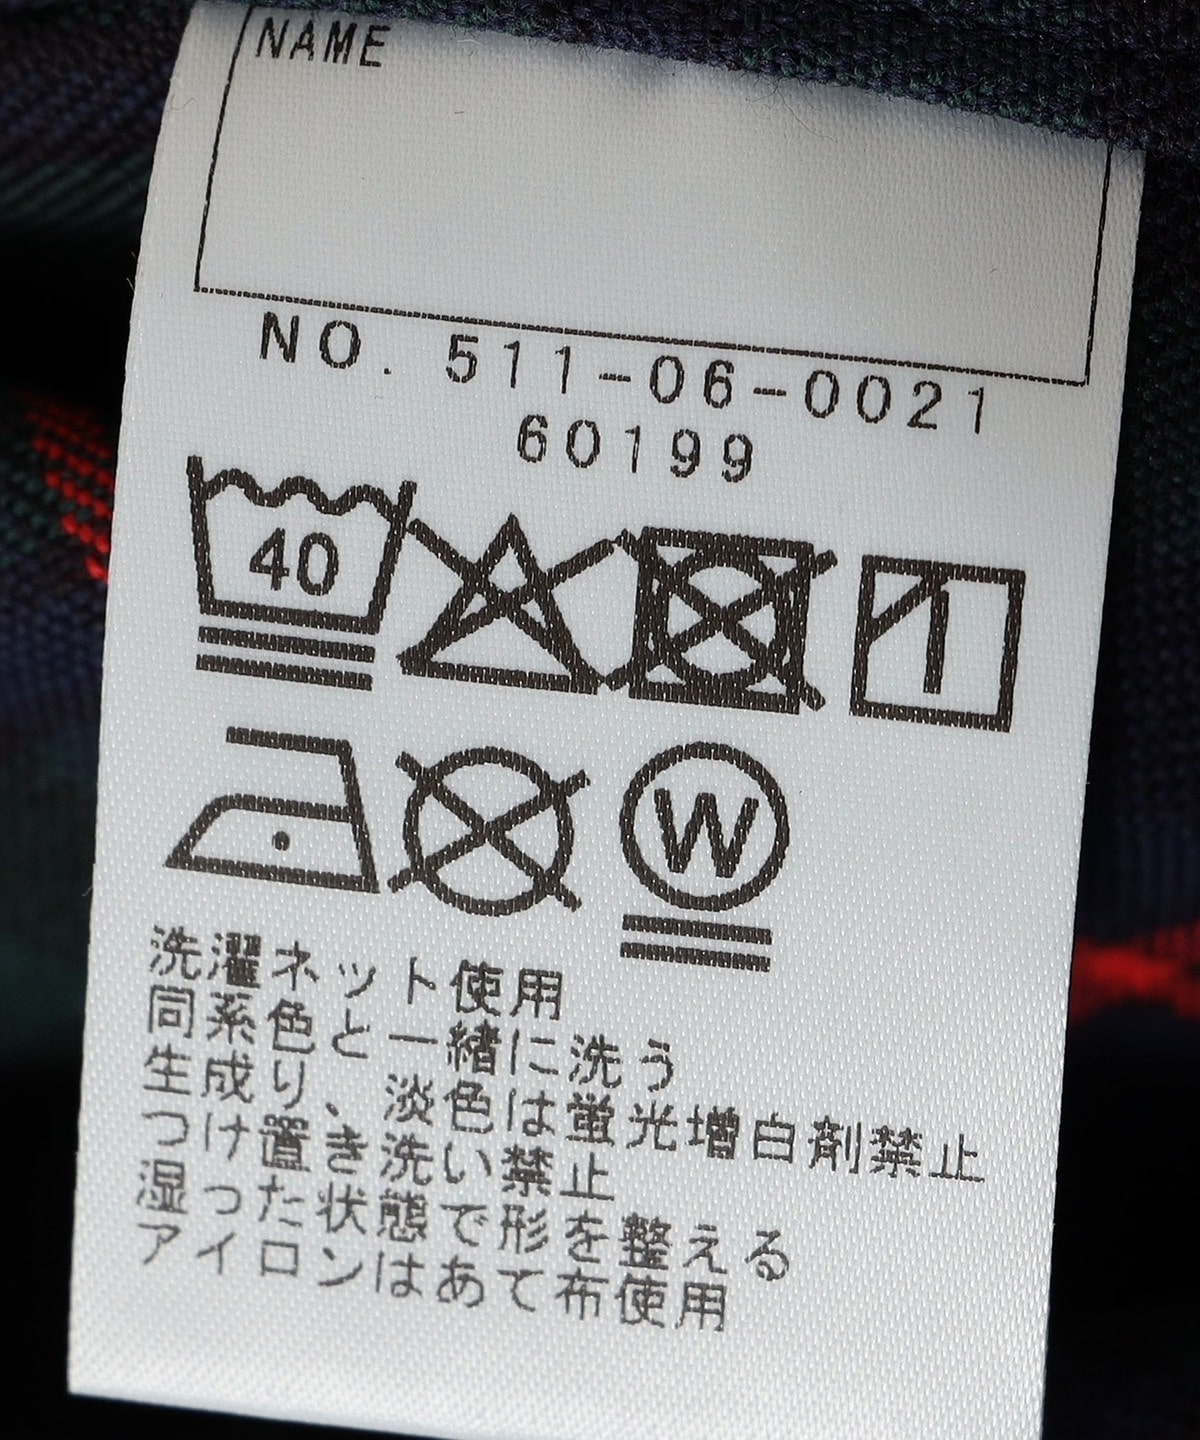 NAME
NO. 511-06-0021
60199
40
W
洗濯ネット使用
同系色と一緒に洗う
生成り、淡色は蛍光増白剤禁止
つけ置き洗い禁止
湿った状態で形を整える
アイロンはあて布使用